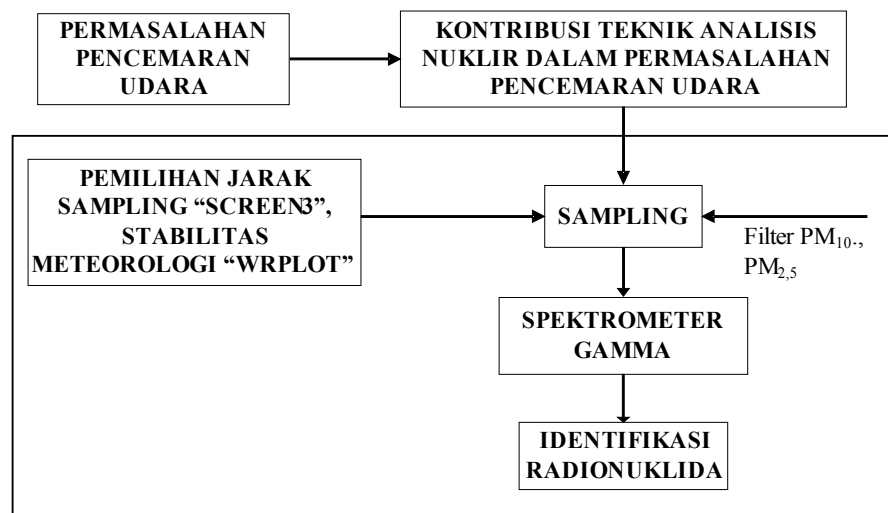 PERMASALAHAN
PENCEMARAN
UDARA
KONTRIBUSI TEKNIK ANALISIS
NUKLIR DALAM PERMASALAHAN
PENCEMARAN UDARA
PEMILIHAN JARAK
SAMPLING “SCREEN3”,
STABILITAS
METEOROLOGI “WRPLOT”
SAMPLING
Filter PM₁₀.,
PM₂,₅
SPEKTROMETER
GAMMA
IDENTIFIKASI
RADIONUKLIDA